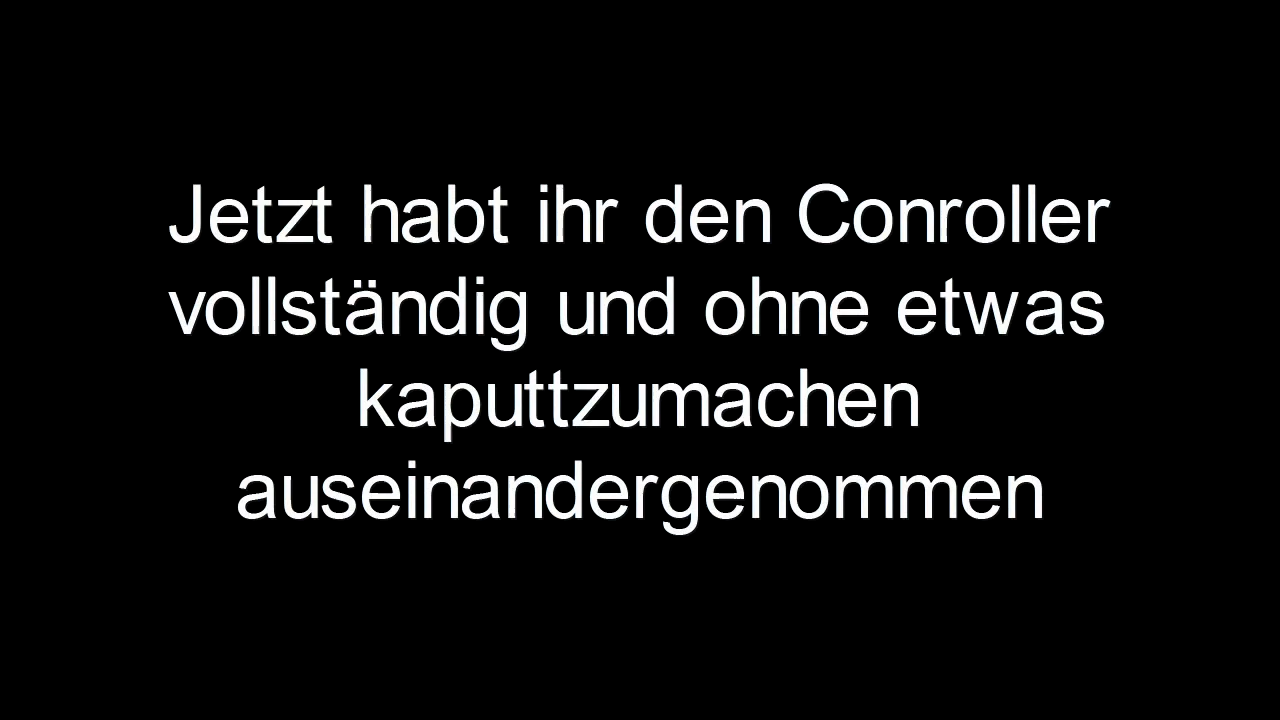 Jetzt habt ihr den Conroller
vollständig und ohne etwas
kaputtzumachen
auseinandergenommen